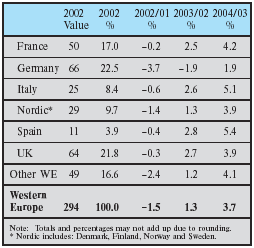 2002 2002 2002/01 2003/02 2004/03
Value % % % %
France 50 17.0 –0.2 2.5 4.2
Germany 66 22.5 –3.7 –1.9 1.9
Italy 25 8.4 –0.6 2.6 5.1
Nordic* 29 9.7 –1.4 1.3 3.9
Spain 11 3.9 –0.4 2.8 5.4
UK 64 21.8 –0.3 2.7 3.9
Other WE 49 16.6 –2.4 1.2 4.1
Western
Europe 294 100.0 –1.5 1.3 3.7
Note: Totals and percentages may not add up due to rounding.
* Nordic includes: Denmark, Finland, Norway and Sweden.